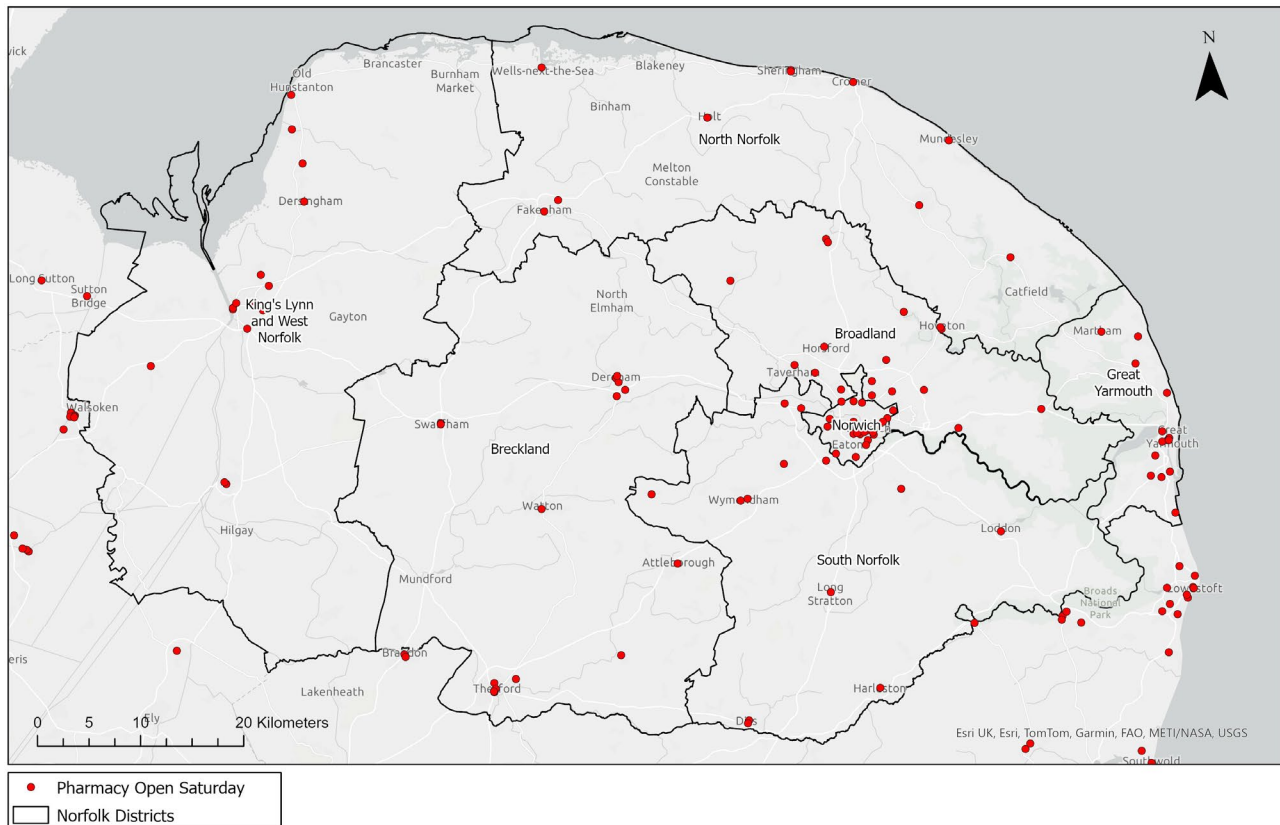 wick
Old
Hunstanton
Brancaster
Burnham
Market
Wells-next-the-Sea
Blakeney
Sheringham
Cromer
N
Binham
Holt
North Norfolk
Mundesley
Melton
Constable
Dersingham
Fakenham
Long Sutton
Sutton
Bridge
King's Lynn
and West
Norfolk
Gayton
North
Elmham
Catfield
Broadland
Hoveton
Martham
Horsford
Taverham
Great
Yarmouth
Dereham
Walsoken
Swaffham
Breckland
Norwich
Eaton
Great
Yarmouth
Hilgay
Watton
Wymondham
Loddon
Attleborough
South Norfolk
Mundford
Long
Stratton
Broads
National
Park
Lowestoft
eris
Brandon
Lakenheath
Thetford
Harleston
Diss
0 5 10 20 Kilometers
Ely
Esri UK, Esri, TomTom, Garmin, FAO, METI/NASA, USGS
Southwold
Pharmacy Open Saturday
Norfolk Districts